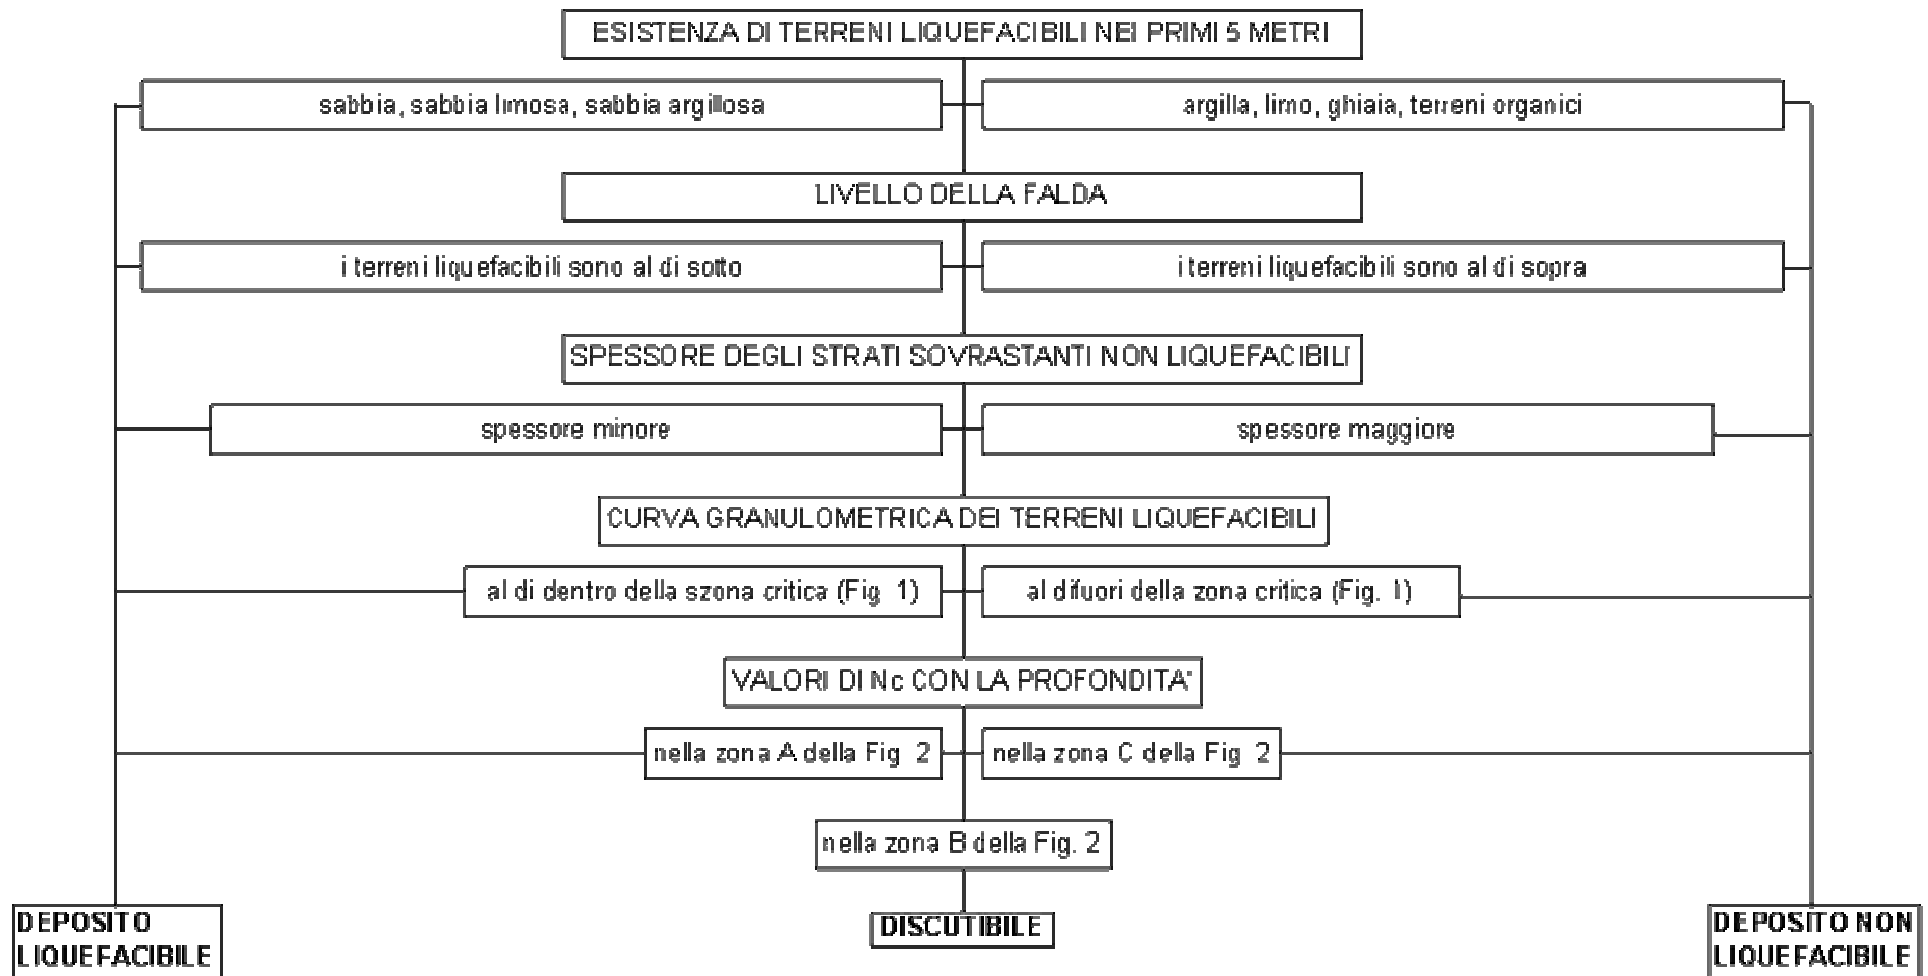 ESISTENZA DI TERRENI LIQUEFACIBILI NEI PRIMI 5 METRI
sabbia, sabbia limosa, sabbia argillosa
argilla, limo, ghiaia, terreni organici
LIVELLO DELLA FALDA
i terreni liquefacibili sono al di sotto
i terreni liquefacibili sono al di sopra
SPESSORE DEGLI STRATI SOVRASTANTI NON LIQUEFACIBILI
spessore minore
spessore maggiore
CURVA GRANULOMETRICA DEI TERRENI LIQUEFACIBILI
al di dentro della szona critica (Fig. 1)
al difuori della zona critica (Fig. 1)
VALORI DI Nc CON LA PROFONDITA'
nella zona A della Fig. 2
nella zona C della Fig. 2
nella zona B della Fig. 2
DEPOSITO
LIQUEFACIBILE
DISCUTIBILE
DEPOSITO NON
LIQUEFACIBILE